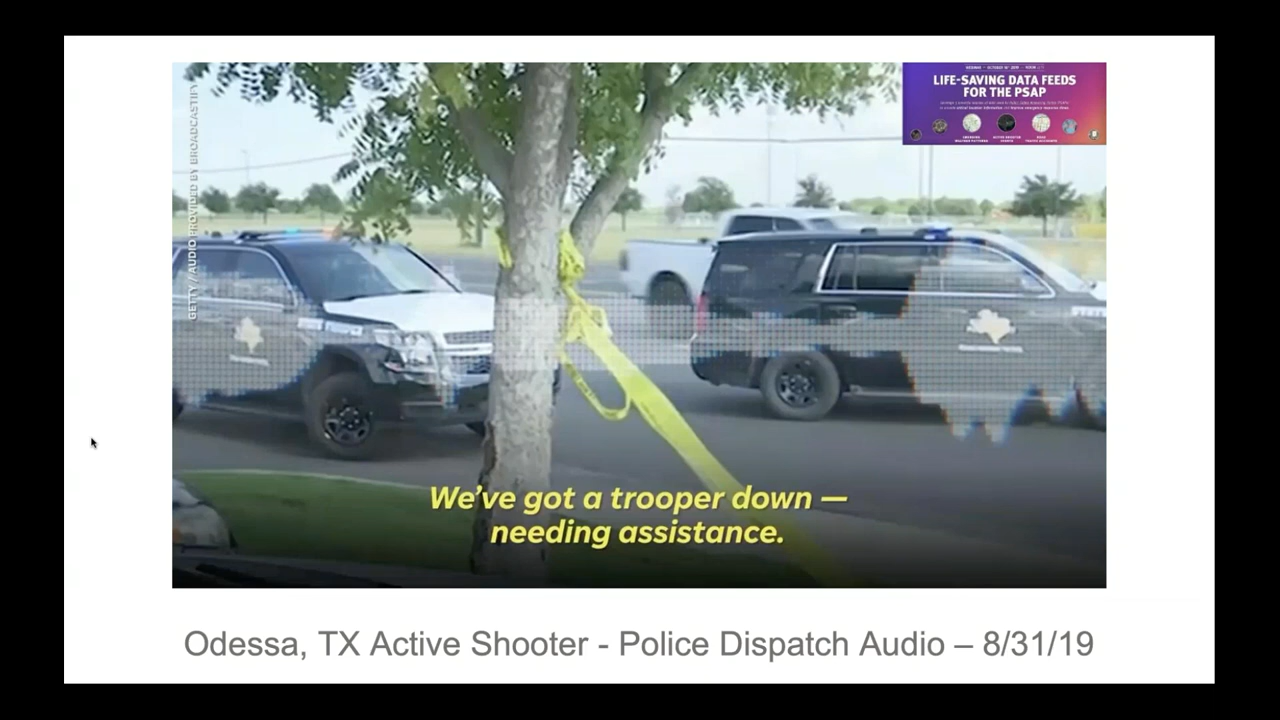 LIFE-SAVING DATA FEEDS
FOR THE PSAP
GETTY / AUDIO PROVIDED BY BROADCASTIFY
We've got a trooper down —
needing assistance.
Odessa, TX Active Shooter - Police Dispatch Audio – 8/31/19